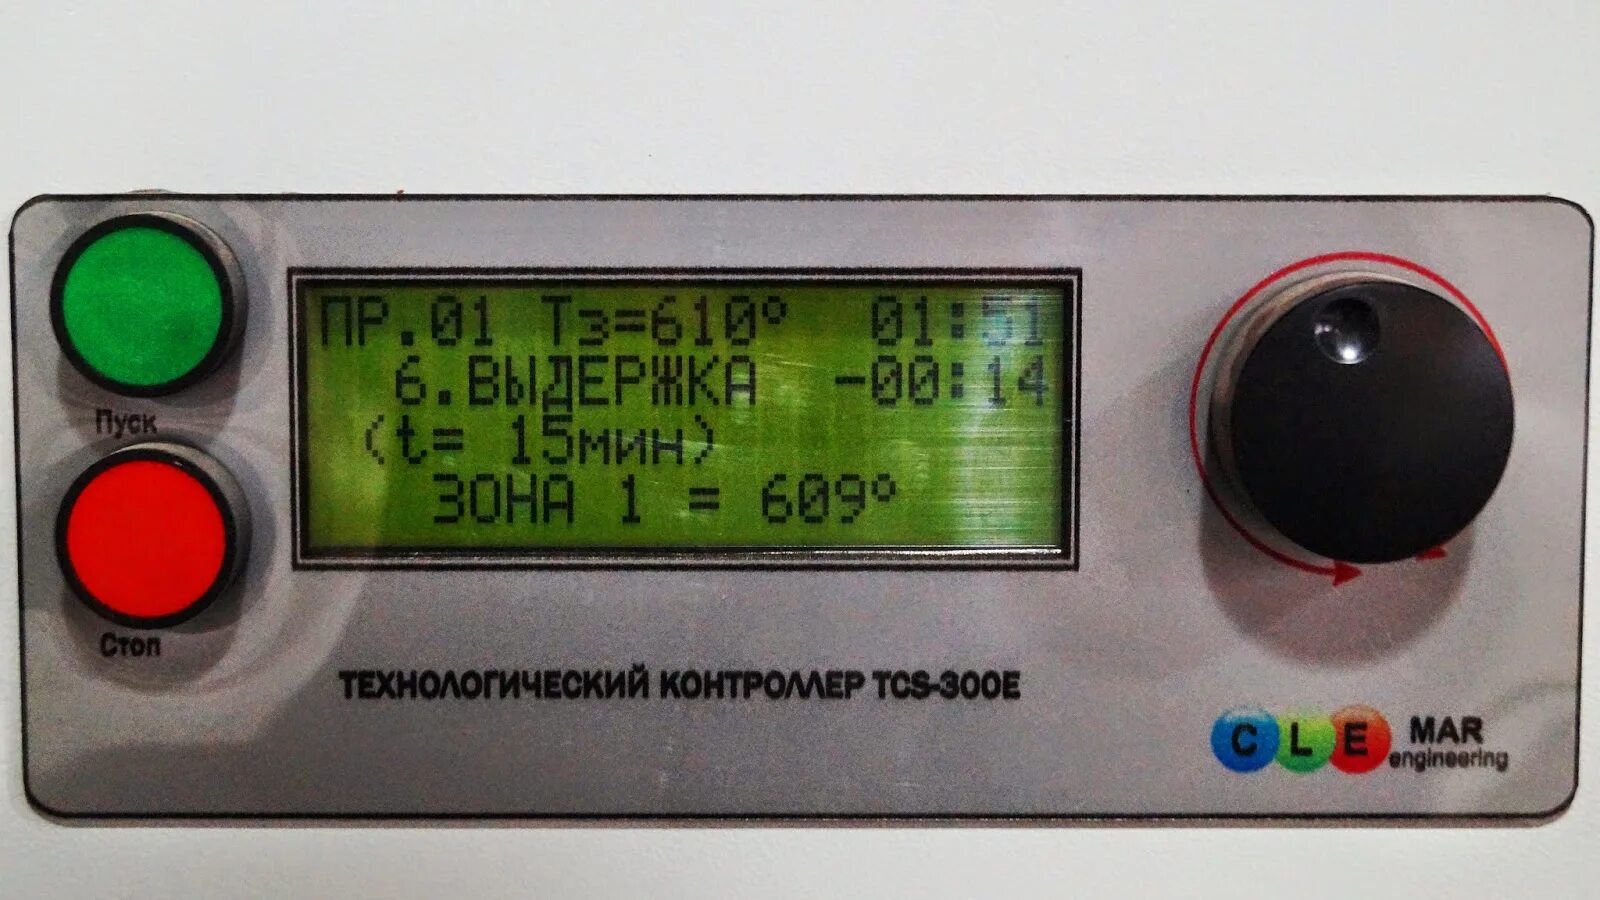 ПР.01 Тз=610° 01:51
6.ВЫДЕРЖКА -00:14
(t= 15мин)
ЗОНА 1 = 609°
Пуск
Стоп
ТЕХНОЛОГИЧЕСКИЙ КОНТРОЛЛЕР TCS-300E
CLE MAR
engineering